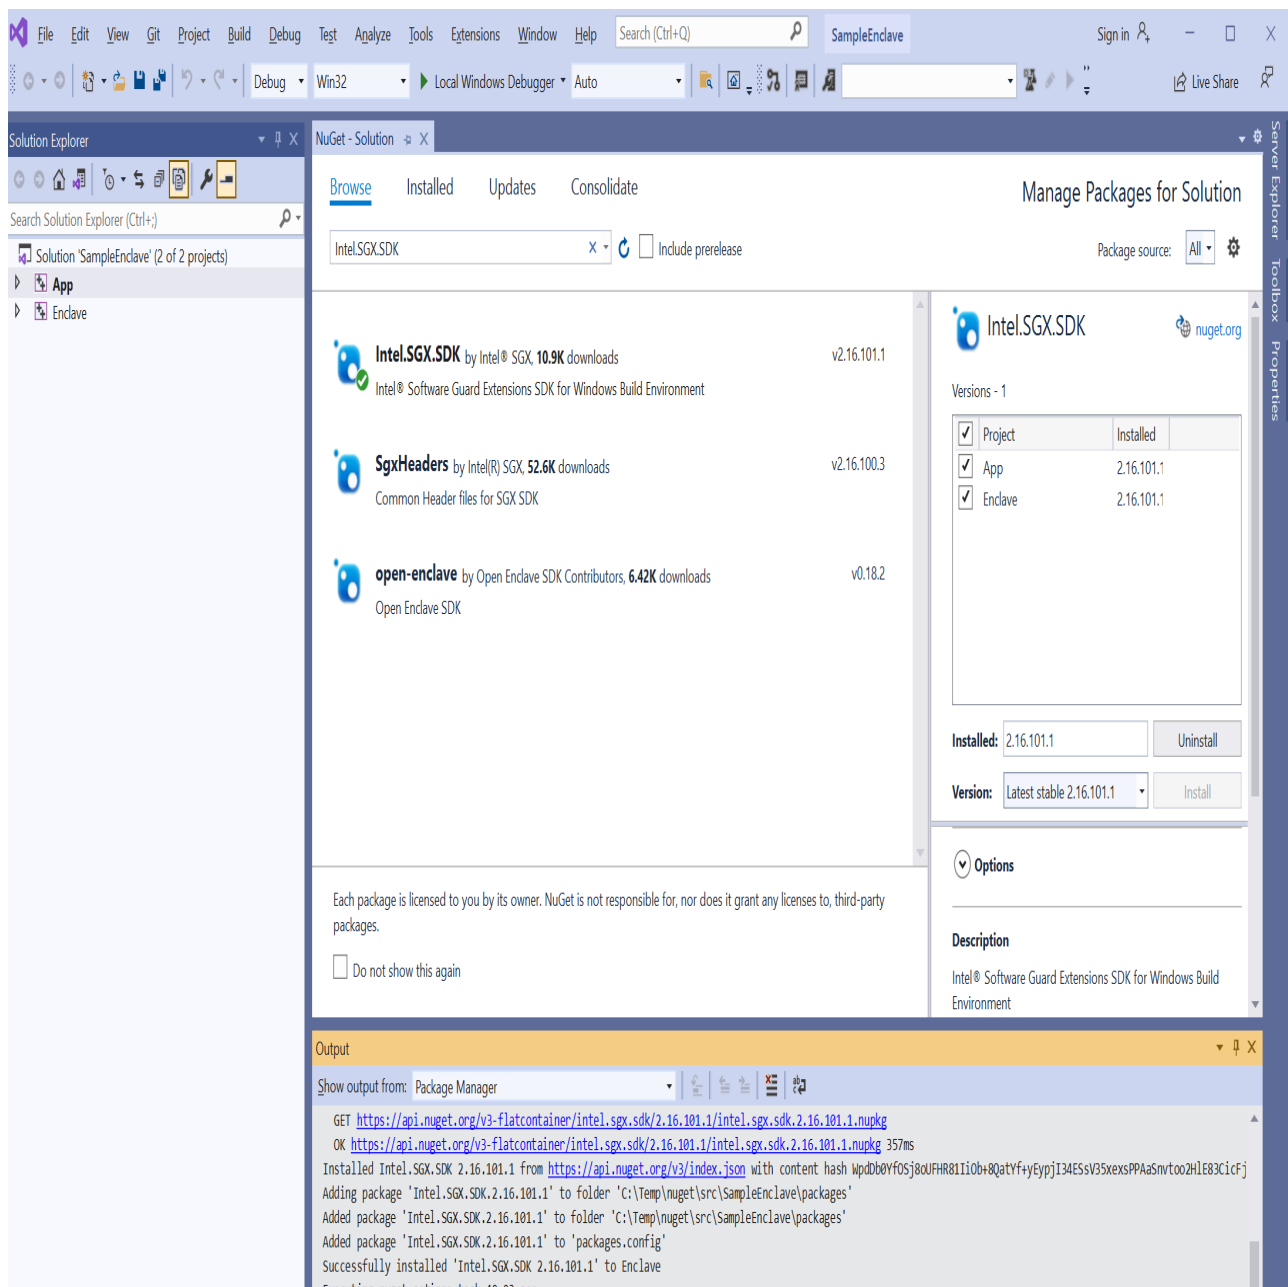 File Edit View Git Project Build Debug Test Analyze Tools Extensions Window Help Search (Ctrl+Q) SampleEnclave Sign in
Debug Win32 Local Windows Debugger Auto Live Share
Solution Explorer
Search Solution Explorer (Ctrl+;)
Solution 'SampleEnclave' (2 of 2 projects)
App
Enclave
NuGet - Solution
Browse Installed Updates Consolidate
Manage Packages for Solution
Intel.SGX.SDK
Include prerelease
Package source: All
Intel.SGX.SDK by Intel® SGX, 10.9K downloads v2.16.101.1
Intel® Software Guard Extensions SDK for Windows Build Environment
SgxHeaders by Intel(R) SGX, 52.6K downloads v2.16.100.3
Common Header files for SGX SDK
open-enclave by Open Enclave SDK Contributors, 6.42K downloads v0.18.2
Open Enclave SDK
Each package is licensed to you by its owner. NuGet is not responsible for, nor does it grant any licenses to, third-party
packages.
Do not show this again
Intel.SGX.SDK
nuget.org
Versions - 1
Project Installed
App 2.16.101.1
Enclave 2.16.101.1
Installed: 2.16.101.1 Uninstall
Version: Latest stable 2.16.101.1 Install
Options
Description
Intel® Software Guard Extensions SDK for Windows Build
Environment
Server Explorer
Toolbox
Properties
Output
Show output from: Package Manager
GET https://api.nuget.org/v3-flatcontainer/intel.sgx.sdk/2.16.101.1/intel.sgx.sdk.2.16.101.1.nupkg
OK https://api.nuget.org/v3-flatcontainer/intel.sgx.sdk/2.16.101.1/intel.sgx.sdk.2.16.101.1.nupkg 357ms
Installed Intel.SGX.SDK 2.16.101.1 from https://api.nuget.org/v3/index.json with content hash
Adding package 'Intel.SGX.SDK.2.16.101.1' to folder 'C:\Temp\nuget\src\SampleEnclave\packages'
Added package 'Intel.SGX.SDK.2.16.101.1' to folder 'C:\Temp\nuget\src\SampleEnclave\packages'
Added package 'Intel.SGX.SDK.2.16.101.1' to 'packages.config'
Successfully installed 'Intel.SGX.SDK 2.16.101.1' to Enclave